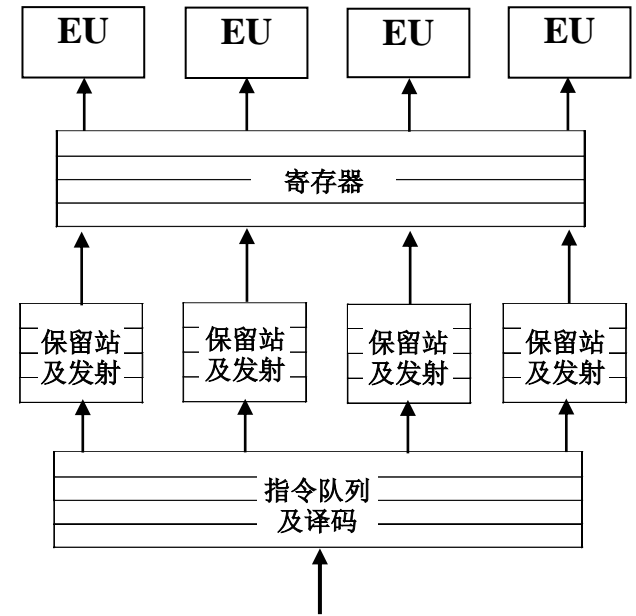 EU EU EU EU
寄存器
保留站 保留站 保留站 保留站
及发射 及发射 及发射 及发射
指令队列
及译码